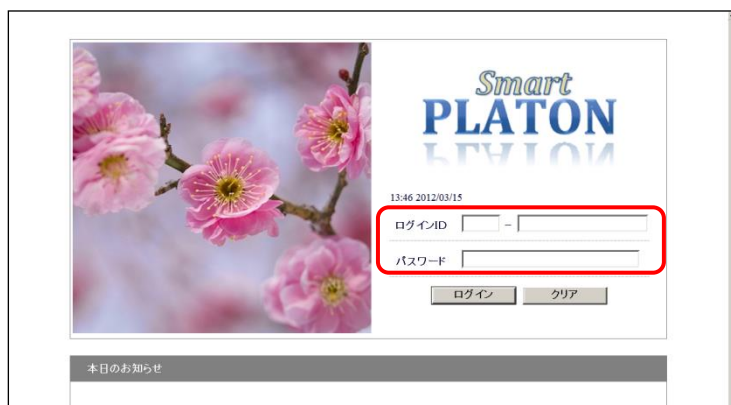 Smart
PLATON
13:46 2012/03/15
ログインID -
パスワード
ログイン クリア
本日のお知らせ